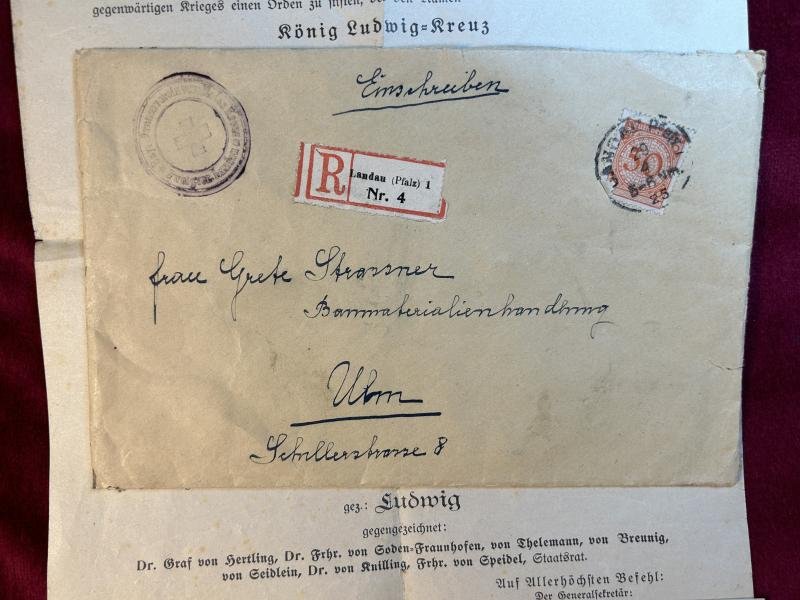 gegenwärtigen Krieges einen Orden zu stiften, der den Namen
König Ludwig-Kreuz
Einschreiben
R
Landau (Pfalz) 1
Nr. 4
Frau Grete Strassner
Baumaterialienhandlung
Ulm
Schillerstrasse 8
gez.: Ludwig
gegengezeichnet:
Dr. Graf von Hertling, Dr. Frhr. von Soden-Fraunhofen, von Thelemann, von Breunig,
von Seidlein, Dr. von Knilling, Frhr. von Speidel, Staatsrat.
Auf Allerhöchsten Befehl:
Der Generalsekretär: